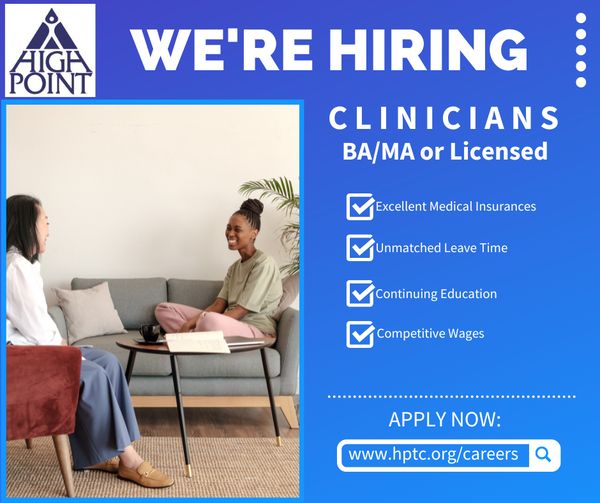 HIGH
POINT
WE'RE HIRING
CLINICIANS
BA/MA or Licensed
Excellent Medical Insurances
Unmatched Leave Time
Continuing Education
Competitive Wages
APPLY NOW:
www.hptc.org/careers